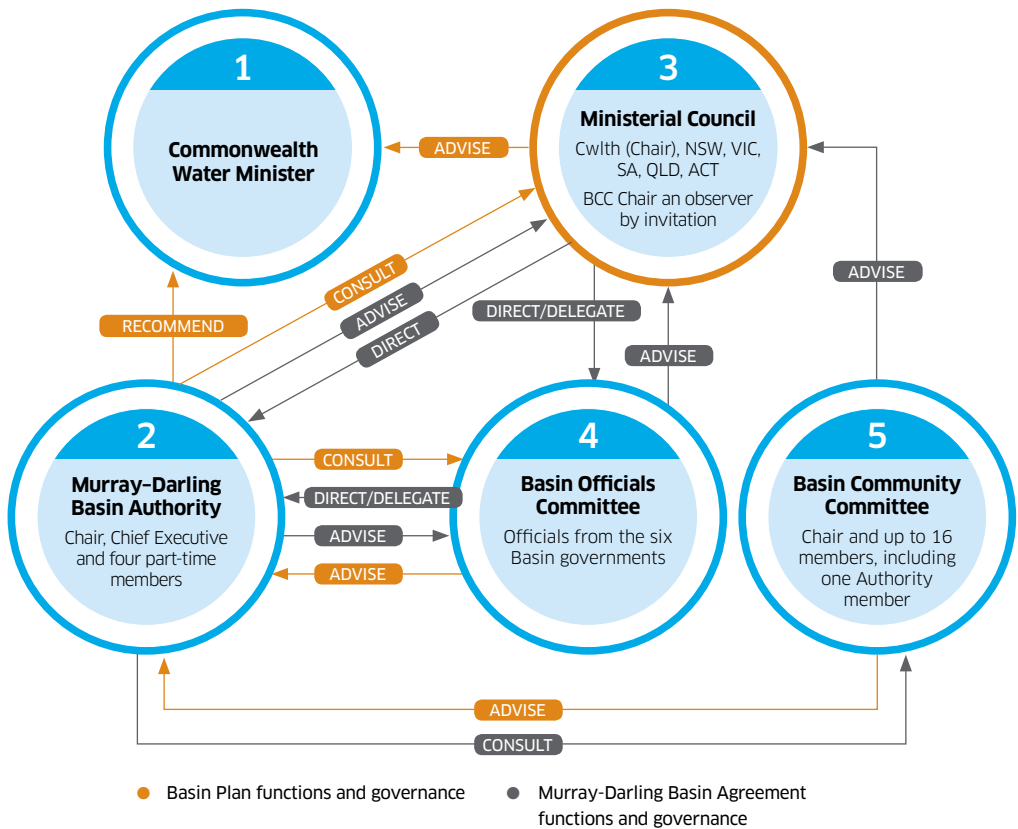 1
Commonwealth
Water Minister
3
Ministerial Council
Cwlth (Chair), NSW, VIC,
SA, QLD, ACT
BCC Chair an observer
by invitation
ADVISE
CONSULT
ADVISE
DIRECT
RECOMMEND
DIRECT/DELEGATE
ADVISE
ADVISE
2
Murray–Darling
Basin Authority
Chair, Chief Executive
and four part-time
members
CONSULT
DIRECT/DELEGATE
ADVISE
ADVISE
4
Basin Officials
Committee
Officials from the six
Basin governments
5
Basin Community
Committee
Chair and up to 16
members, including
one Authority
member
ADVISE
CONSULT
Basin Plan functions and governance
Murray-Darling Basin Agreement
functions and governance